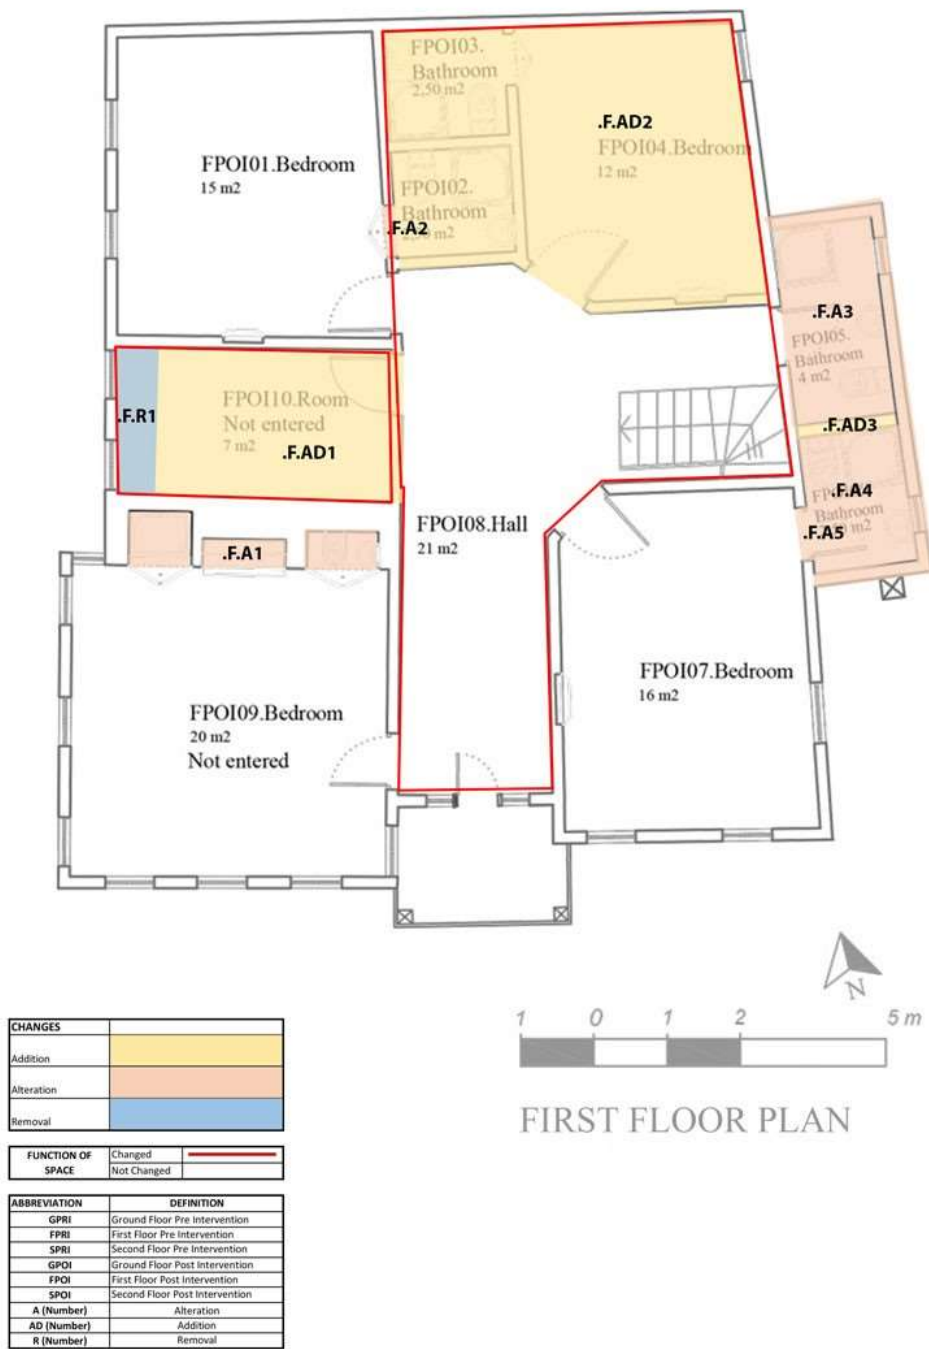 FPOI03.
Bathroom
2,50 m2
.F.AD2
FPOI04.Bedroom
12 m2
FPOI01.Bedroom
15 m2
FPOI02.
Bathroom
.F.A2
.F.A3
FPOI05.
Bathroom
4 m2
.F.R1
FPOI10.Room
Not entered
7 m2
.F.AD1
.F.AD3
.F.A4
Bathroom
.F.A5
FPOI08.Hall
21 m2
.F.A1
FPOI07.Bedroom
16 m2
FPOI09.Bedroom
20 m2
Not entered
N
1 0 1 2 5 m
FIRST FLOOR PLAN
CHANGES
Addition
Alteration
Removal
FUNCTION OF SPACE
Changed
Not Changed
ABBREVIATION DEFINITION
GPRI Ground Floor Pre Intervention
FPRI First Floor Pre Intervention
SPRI Second Floor Pre Intervention
GPOI Ground Floor Post Intervention
FPOI First Floor Post Intervention
SPOI Second Floor Post Intervention
A (Number) Alteration
AD (Number) Addition
R (Number) Removal